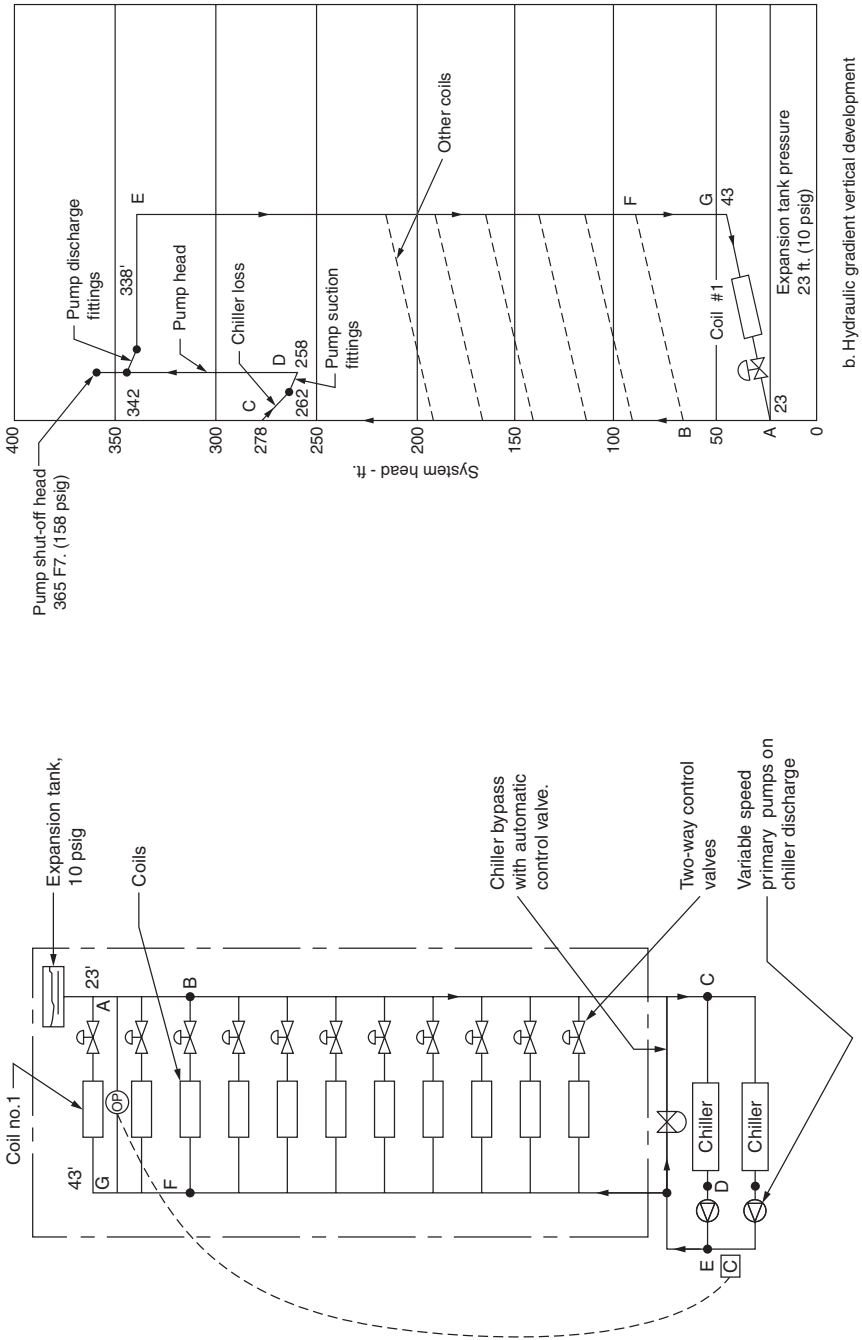 Coil no.1
Expansion tank,
10 psig
43'
G
23'
A
OP
F
B
Coils
Chiller bypass
with automatic
control valve.
Two-way control
valves
Variable speed
primary pumps on
chiller discharge
Chiller
Chiller
C
D
E
C
Pump shut-off head
365 F7. (158 psig)
Pump discharge
fittings
Pump head
Chiller loss
Pump suction
fittings
Other coils
400
350
300
250
200
150
100
50
0
System head - ft.
342
338'
E
C
278
262
D
258
F
B
G
43
Coil #1
A
23
Expansion tank pressure
23 ft. (10 psig)
b. Hydraulic gradient vertical development